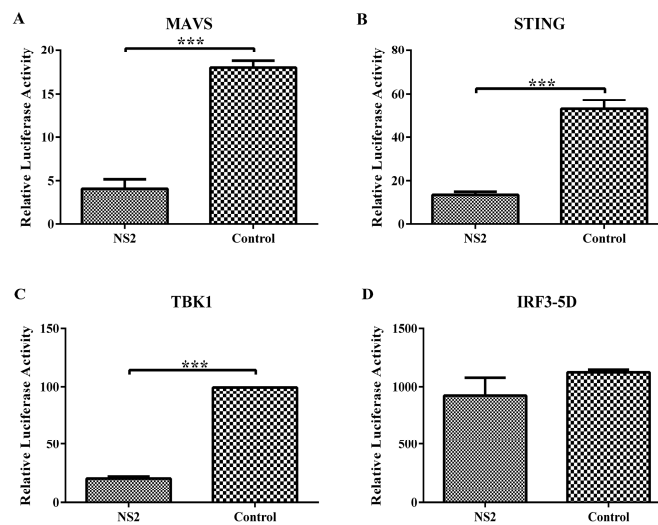 A
MAVS
Relative Luciferase Activity
20
15
10
5
0
***
NS2
Control
B
STING
Relative Luciferase Activity
80
60
40
20
0
***
NS2
Control
C
TBK1
Relative Luciferase Activity
150
100
50
0
***
NS2
Control
D
IRF3-5D
Relative Luciferase Activity
1500
1000
500
0
NS2
Control